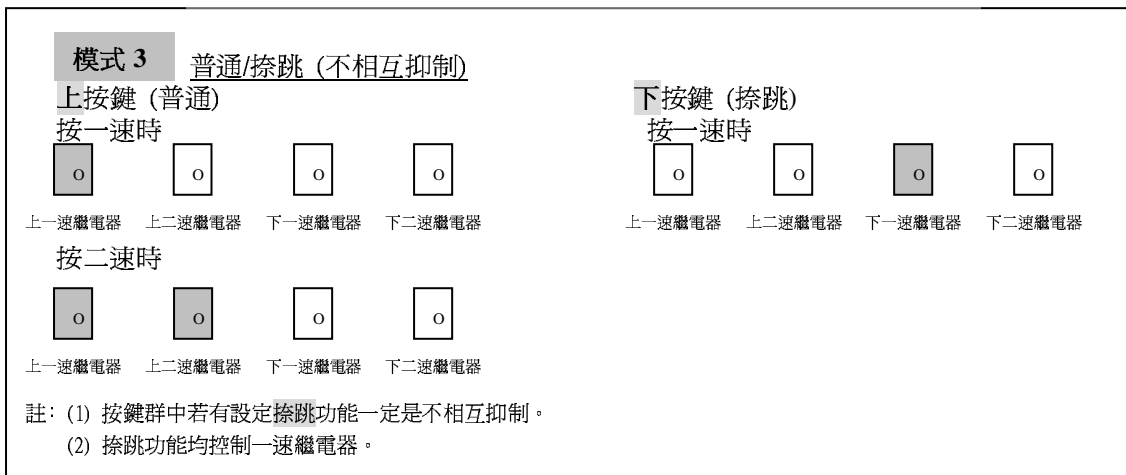 模式 3 普通/捺跳 (不相互抑制)
上按鍵 (普通)
按一速時
o o o o
上一速繼電器 上二速繼電器 下一速繼電器 下二速繼電器
按二速時
o o o o
上一速繼電器 上二速繼電器 下一速繼電器 下二速繼電器
下按鍵 (捺跳)
按一速時
o o o o
上一速繼電器 上二速繼電器 下一速繼電器 下二速繼電器
註: (1) 按鍵群中若有設定捺跳功能一定是不相互抑制。
(2) 捺跳功能均控制一速繼電器。